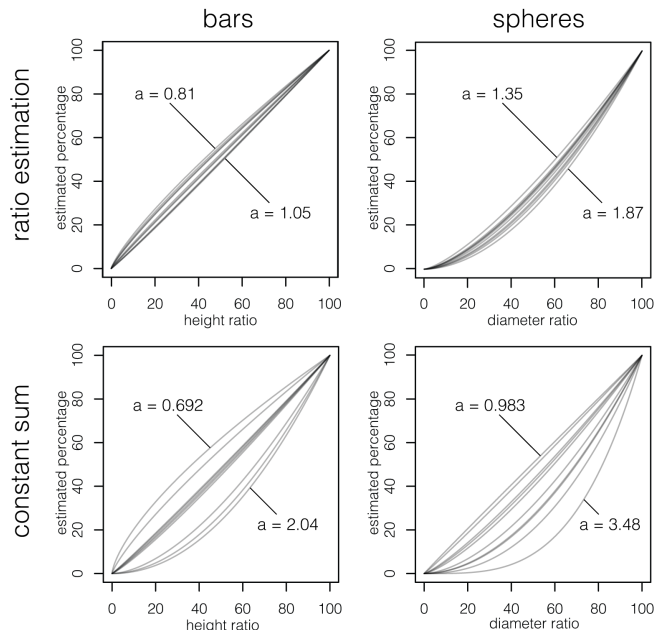 bars
spheres
ratio estimation
estimated percentage
100
80
60
40
20
0
a = 0.81
a = 1.05
0 20 40 60 80 100
height ratio
estimated percentage
100
80
60
40
20
0
a = 1.35
a = 1.87
0 20 40 60 80 100
diameter ratio
constant sum
estimated percentage
100
80
60
40
20
0
a = 0.692
a = 2.04
0 20 40 60 80 100
height ratio
estimated percentage
100
80
60
40
20
0
a = 0.983
a = 3.48
0 20 40 60 80 100
diameter ratio